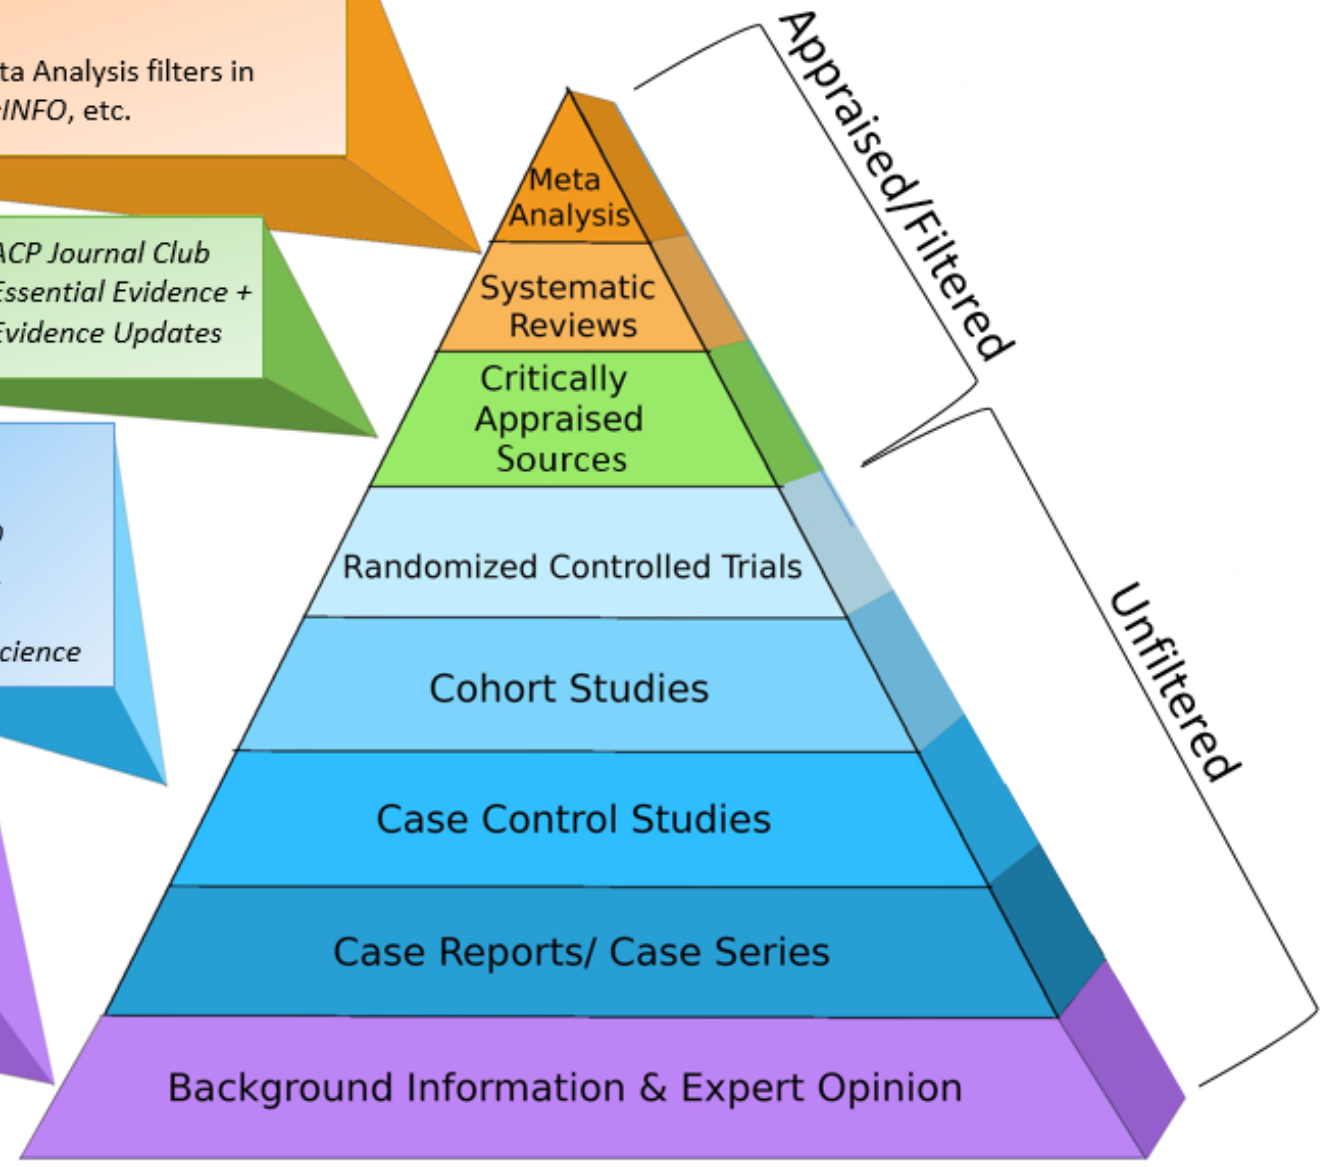 ta Analysis filters in
INFO, etc.
ACP Journal Club
Essential Evidence +
Evidence Updates
cience
Meta
Analysis
Systematic
Reviews
Critically
Appraised
Sources
Randomized Controlled Trials
Cohort Studies
Case Control Studies
Case Reports/ Case Series
Background Information & Expert Opinion
Appraised/Filtered
Unfiltered